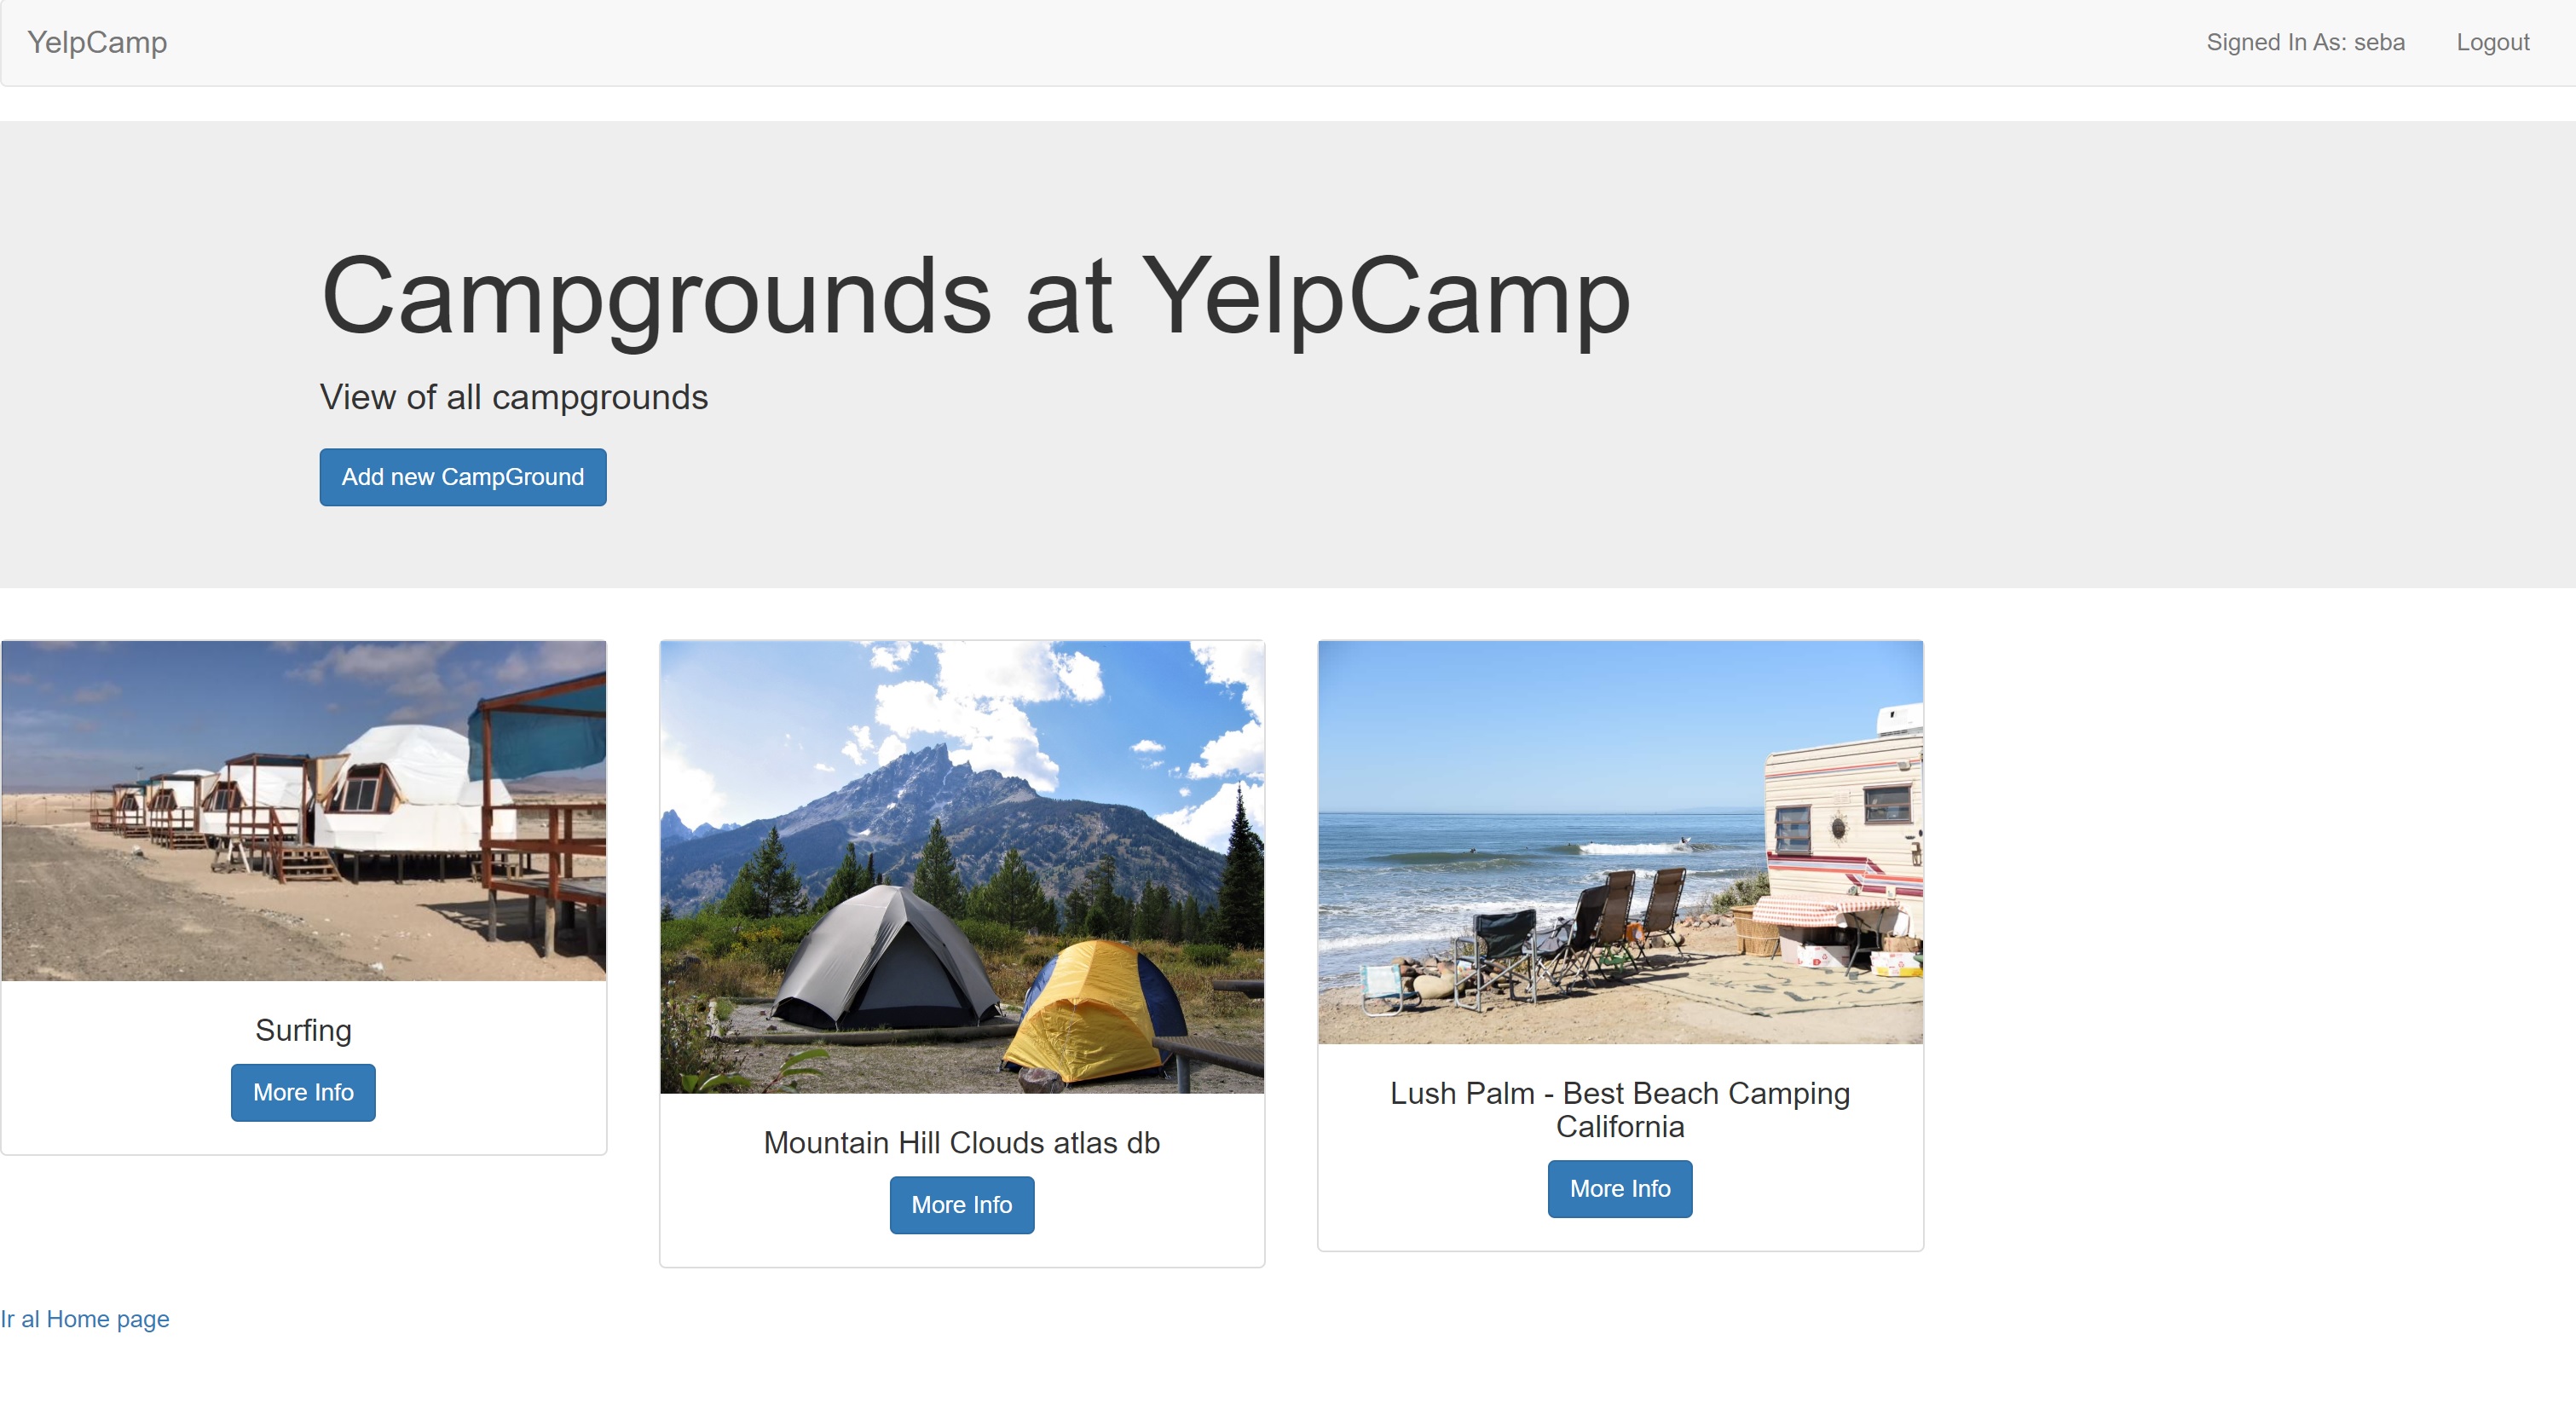 YelpCamp
Signed In As: seba
Logout
Campgrounds at YelpCamp
View of all campgrounds
Add new CampGround
Surfing
More Info
Mountain Hill Clouds atlas db
More Info
Lush Palm - Best Beach Camping
California
More Info
Ir al Home page